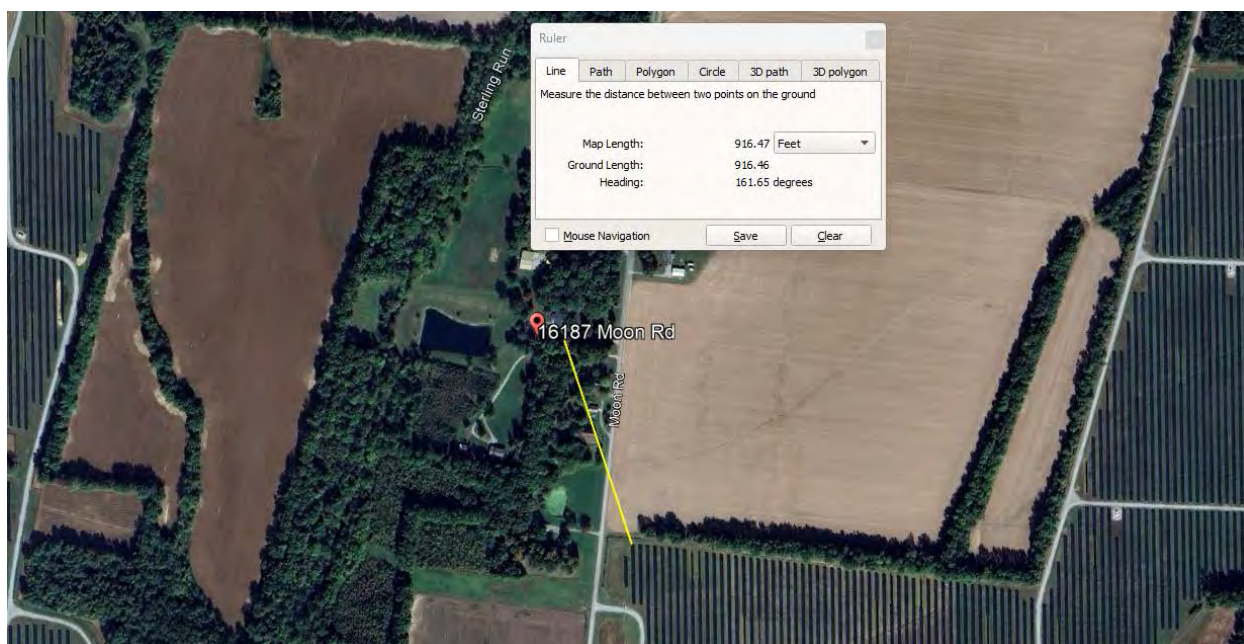 Ruler
Line Path Polygon Circle 3D path 3D polygon
Measure the distance between two points on the ground
Map Length: 916.47 Feet
Ground Length: 916.46
Heading: 161.65 degrees
Mouse Navigation Save Clear
Sterling Run
16187 Moon Rd
Moon Rd